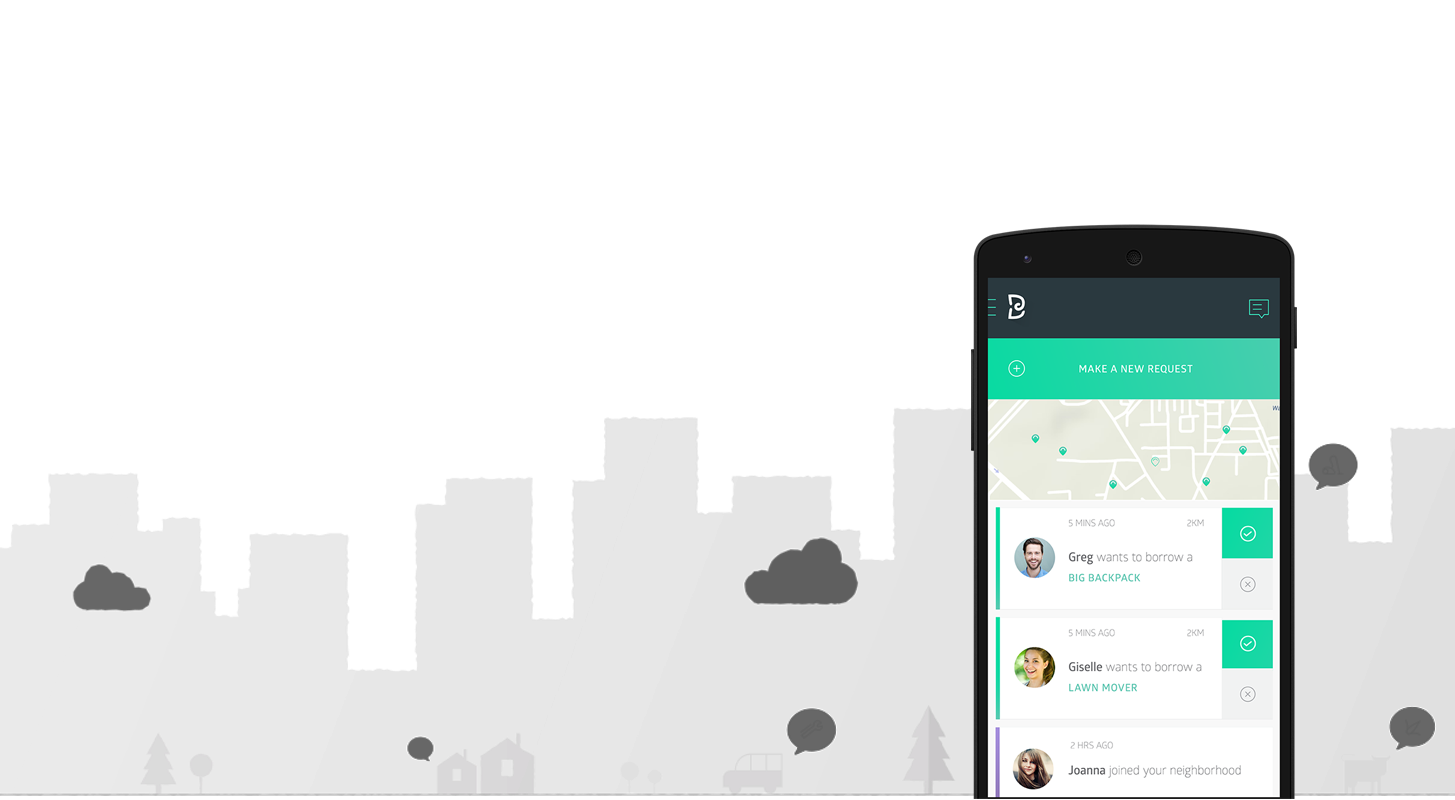 MAKE A NEW REQUEST
5 MINS AGO 2KM
Greg wants to borrow a
BIG BACKPACK
5 MINS AGO 2KM
Giselle wants to borrow a
LAWN MOVER
2 HRS AGO
Joanna joined your neighborhood